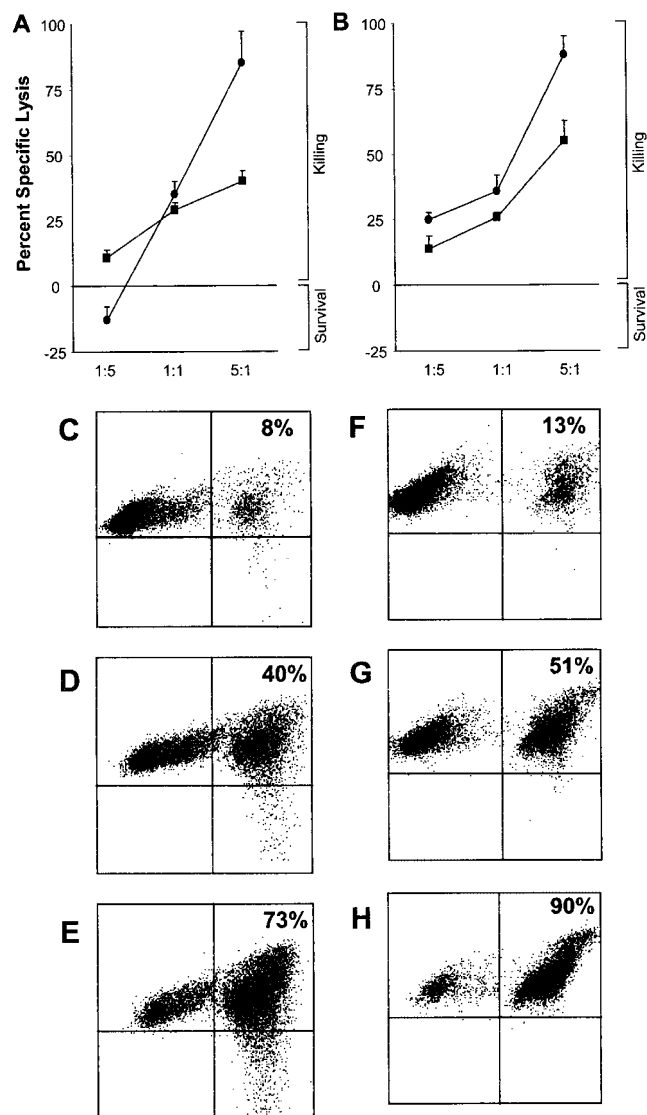 A
B
100
75
50
25
0
-25
Percent Specific Lysis
1:5 1:1 5:1
Killing
Survival
100
75
50
25
0
-25
1:5 1:1 5:1
Killing
Survival
C 8%
F 13%
D 40%
G 51%
E 73%
H 90%